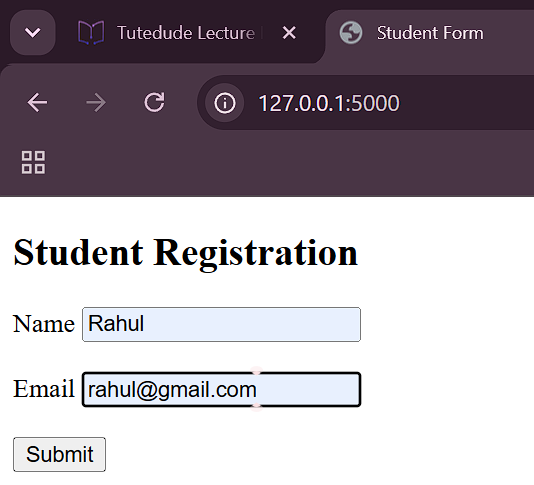 Tutedude Lecture
Student Form
127.0.0.1:5000
Student Registration
Name Rahul
Email rahul@gmail.com
Submit